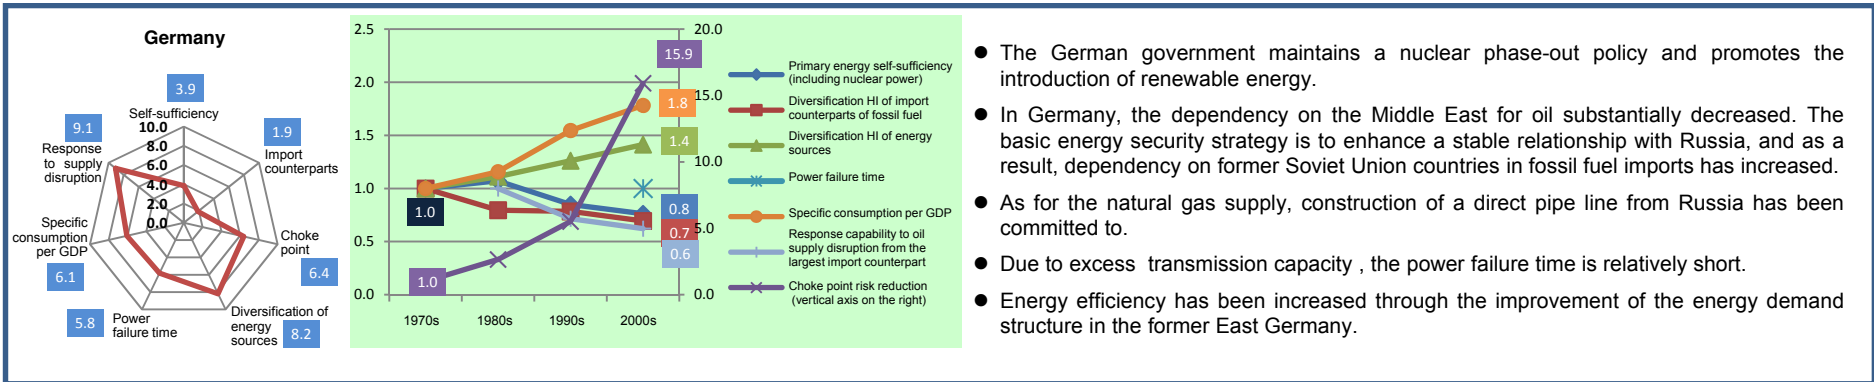 Germany
3.9
Self-sufficiency
9.1
1.9
10.0
8.0
6.0
4.0
2.0
0.0
Response
to supply
disruption
Import
counterparts
Specific
consumption
per GDP
Choke
point
6.1
6.4
5.8
Power
failure time
Diversification of
energy
sources
8.2
2.5
2.0
1.5
1.0
0.5
0.0
20.0
15.0
10.0
5.0
0.0
15.9
1.8
1.4
0.8
0.7
0.6
1.0
1.0
1970s 1980s 1990s 2000s
Primary energy self-sufficiency
(including nuclear power)
Diversification HI of import
counterparts of fossil fuel
Diversification HI of energy
sources
Power failure time
Specific consumption per GDP
Response capability to oil
supply disruption from the
largest import counterpart
Choke point risk reduction
(vertical axis on the right)
● The German government maintains a nuclear phase-out policy and promotes the
introduction of renewable energy.
● In Germany, the dependency on the Middle East for oil substantially decreased. The
basic energy security strategy is to enhance a stable relationship with Russia, and as a
result, dependency on former Soviet Union countries in fossil fuel imports has increased.
● As for the natural gas supply, construction of a direct pipe line from Russia has been
committed to.
● Due to excess transmission capacity , the power failure time is relatively short.
● Energy efficiency has been increased through the improvement of the energy demand
structure in the former East Germany.